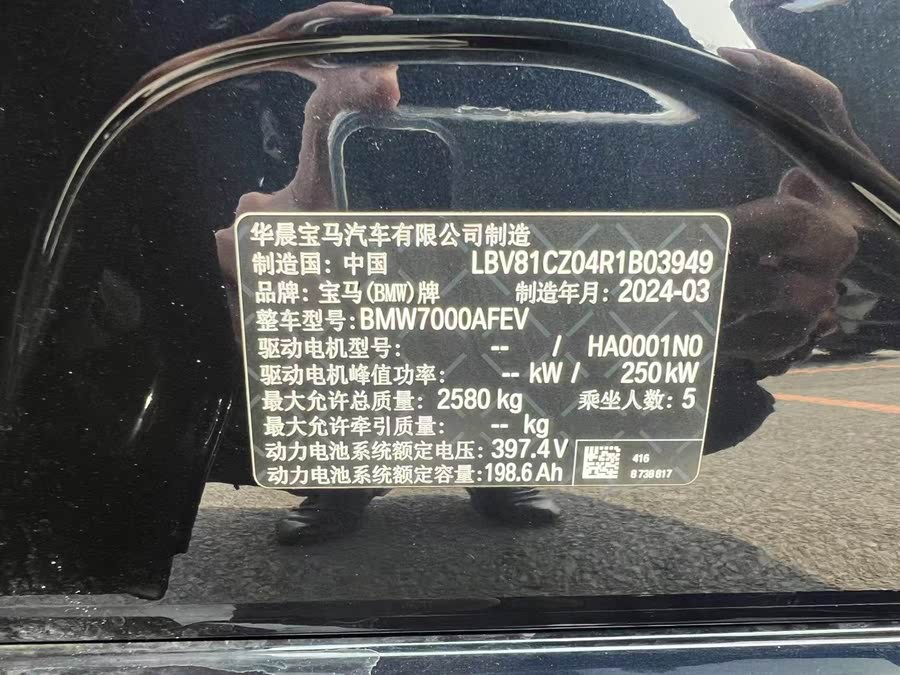 华晨宝马汽车有限公司制造
制造国: 中国 LBV81CZ04R1B03949
品牌: 宝马(BMW)牌 制造年月: 2024-03
整车型号: BMW7000AFEV
驱动电机型号: -- / HA0001N0
驱动电机峰值功率: -- kW / 250 kW
最大允许总质量: 2580 kg 乘坐人数: 5
最大允许牵引质量: -- kg
动力电池系统额定电压: 397.4 V
动力电池系统额定容量: 198.6 Ah
416
8 738 817